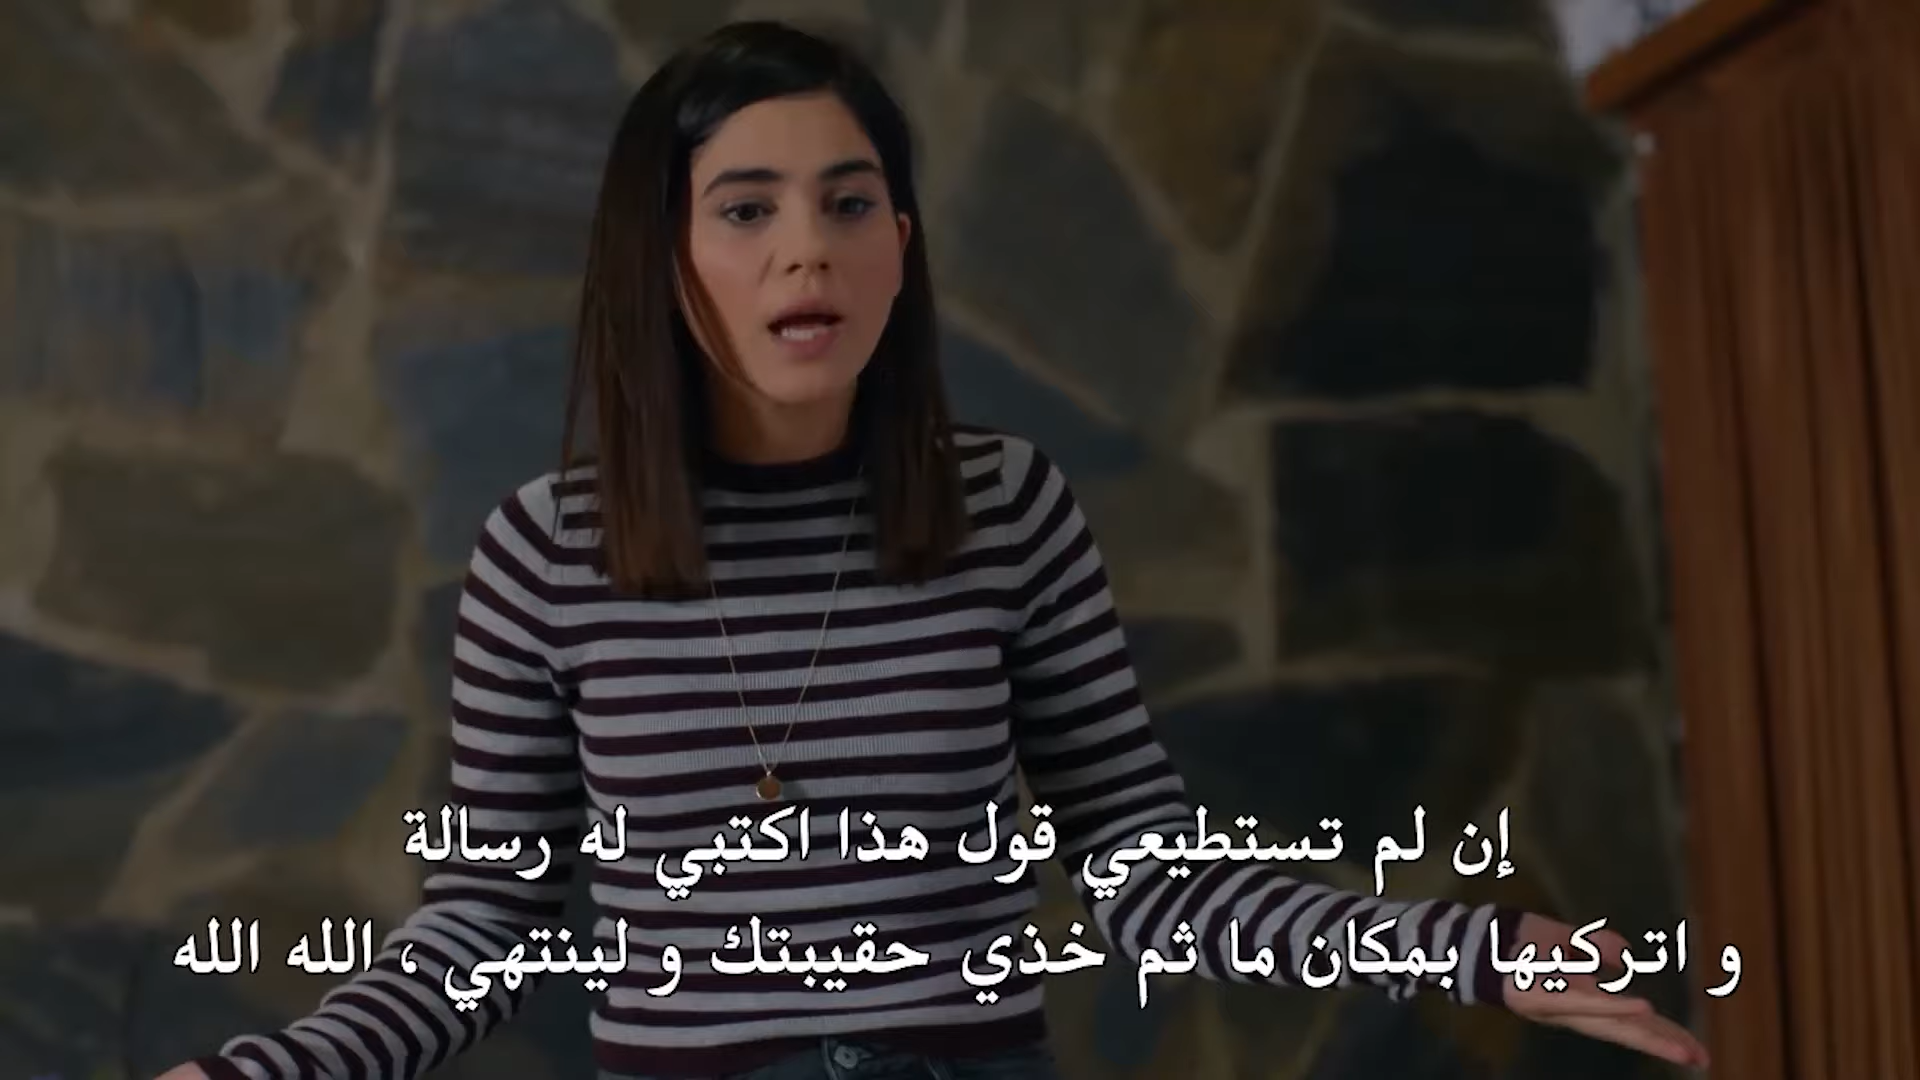 إن لم تستطيعي قول هذا اكتبي له رسالة
و اتركيها بمكان ما ثم خذي حقيبتك و لينتهي ، الله الله